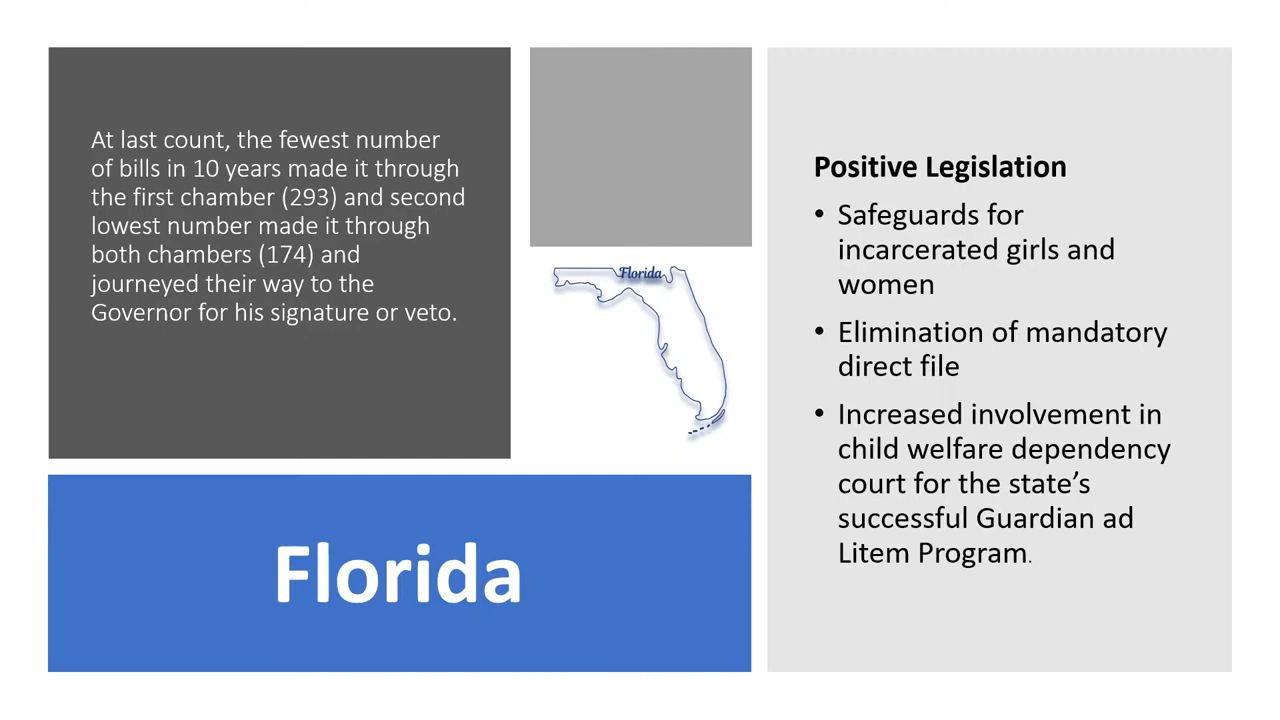 At last count, the fewest number
of bills in 10 years made it through
the first chamber (293) and second
lowest number made it through
both chambers (174) and
journeyed their way to the
Governor for his signature or veto.
Florida
Florida
Positive Legislation
• Safeguards for
incarcerated girls and
women
• Elimination of mandatory
direct file
• Increased involvement in
child welfare dependency
court for the state’s
successful Guardian ad
Litem Program.